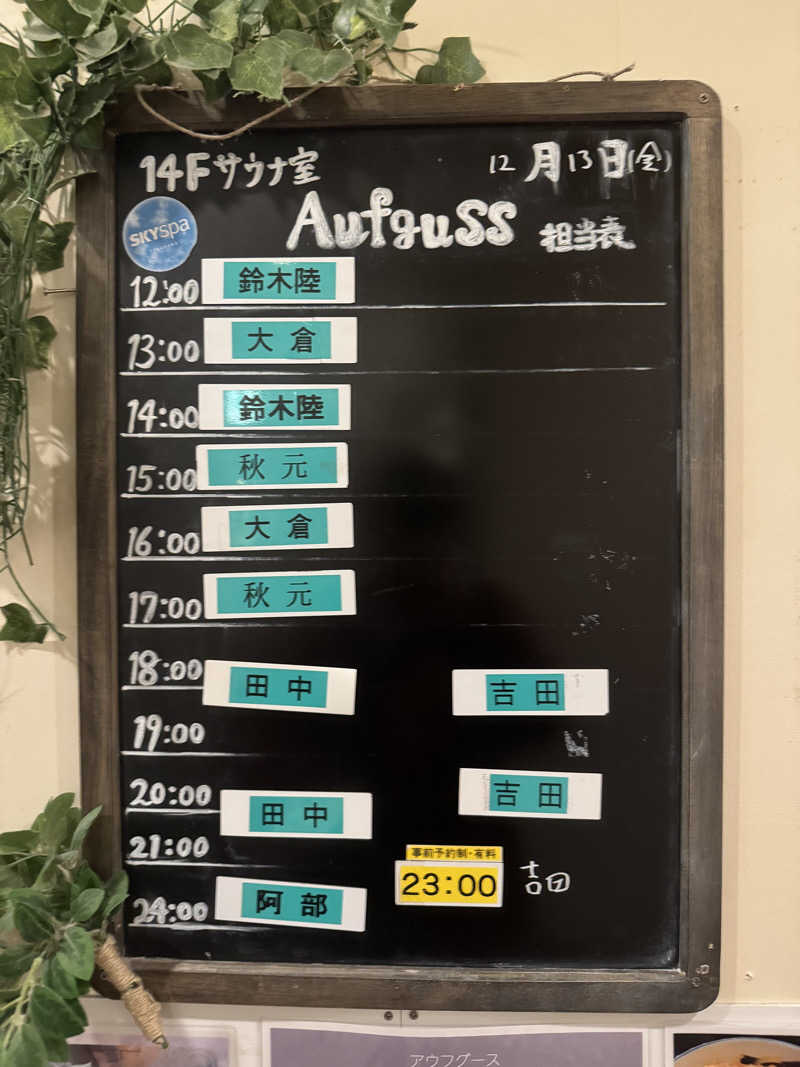 14Fサウナ室 12月13日(金)
SKYspa
Aufguss 担当表
12:00 鈴木陸
13:00 大倉
14:00 鈴木陸
15:00 秋元
16:00 大倉
17:00 秋元
18:00 田中 吉田
19:00
20:00 田中 吉田
21:00
事前予約制・有料
23:00 吉田
24:00 阿部
アウフグース